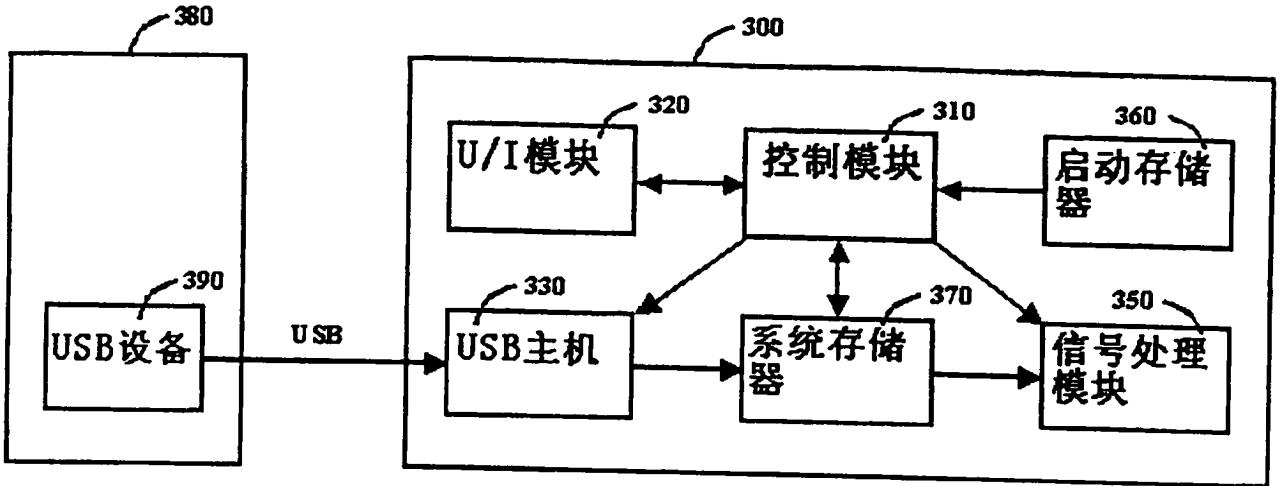 380
300
320
310
360
U/I模块
控制模块
启动存储
器
390
330
370
350
USB设备
USB
USB主机
系统存储
器
信号处理
模块